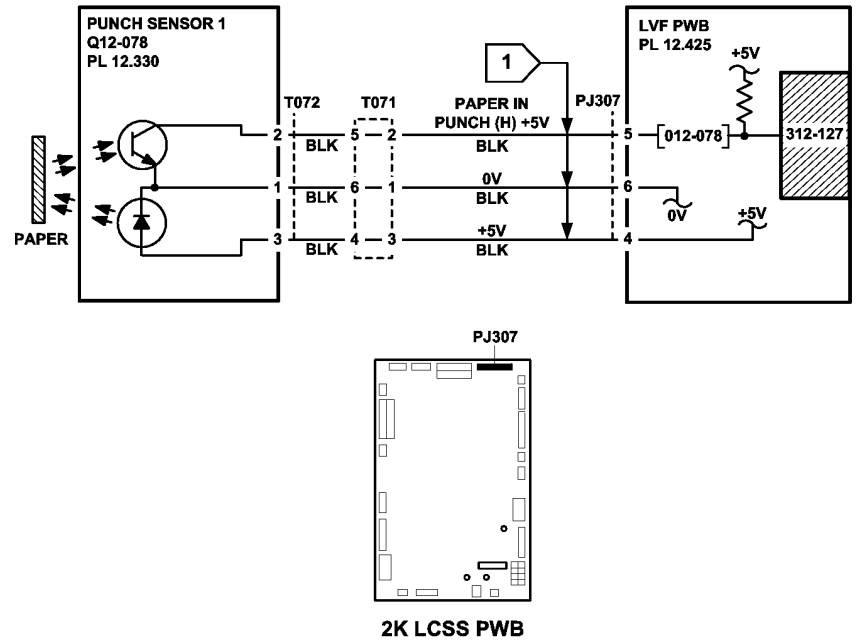 PUNCH SENSOR 1
Q12-078
PL 12.330
LVF PWB
PL 12.425
+5V
1
T072
T071
PAPER IN
PUNCH (H) +5V
PJ307
2
BLK
5
2
BLK
5
[012-078]
312-127
1
BLK
6
1
0V
BLK
6
0V
3
BLK
4
3
+5V
BLK
4
+5V
PAPER
PJ307
2K LCSS PWB